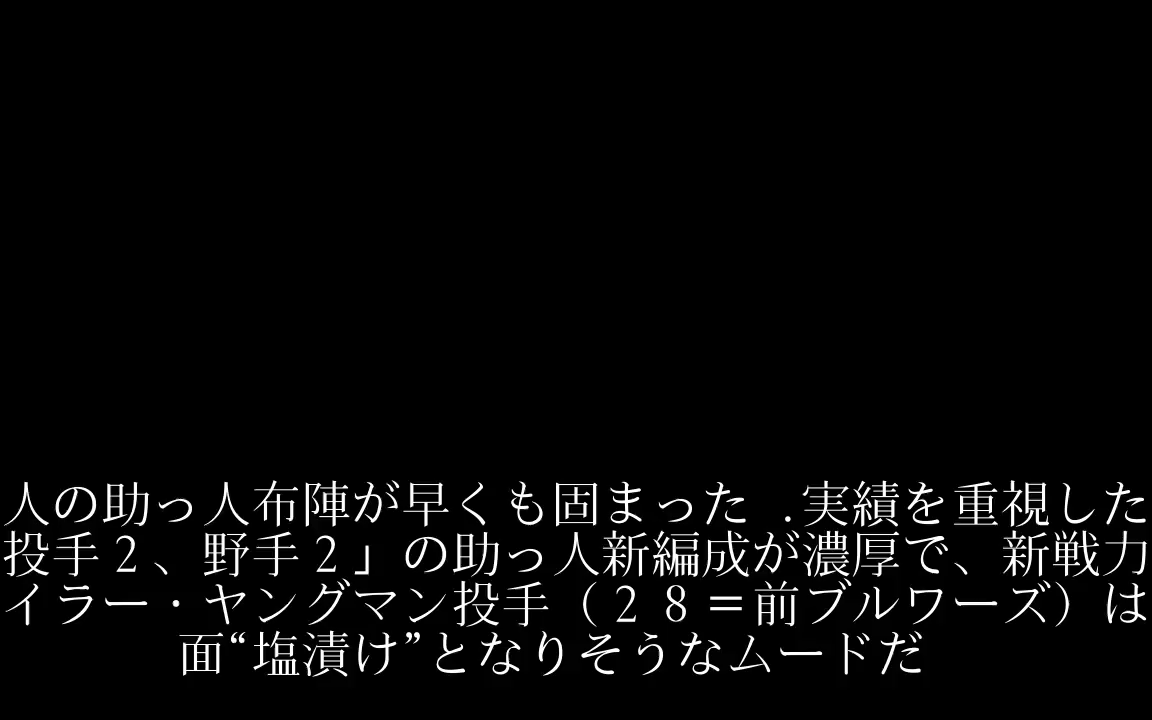 人の助っ人布陣が早くも固まった .実績を重視した
投手２、野手２」の助っ人新編成が濃厚で、新戦力
イラー・ヤングマン投手（２８＝前ブルワーズ）は
面“塩漬け”となりそうなムードだ